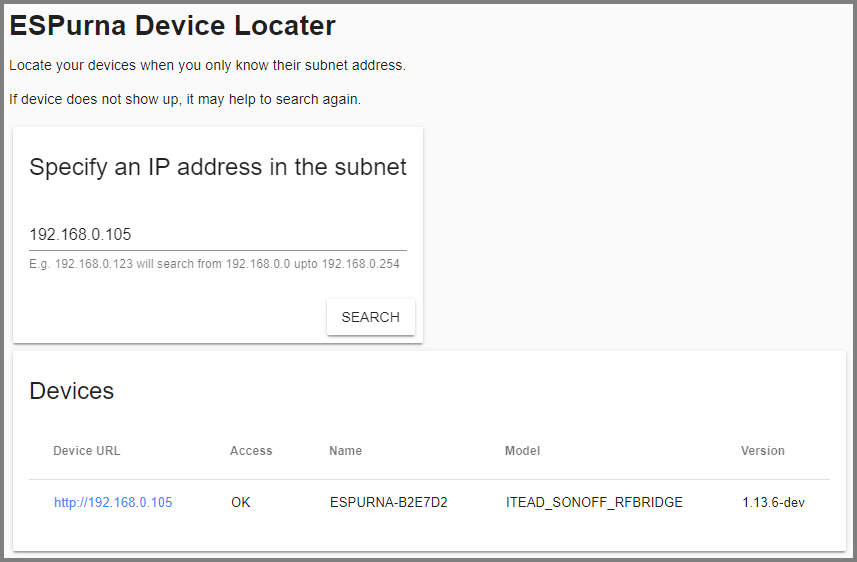 ESPurna Device Locater
Locate your devices when you only know their subnet address.
If device does not show up, it may help to search again.
Specify an IP address in the subnet
192.168.0.105
E.g. 192.168.0.123 will search from 192.168.0.0 upto 192.168.0.254
SEARCH
Devices
Device URL Access Name Model Version
http://192.168.0.105 OK ESPURNA-B2E7D2 ITEAD_SONOFF_RFBRIDGE 1.13.6-dev